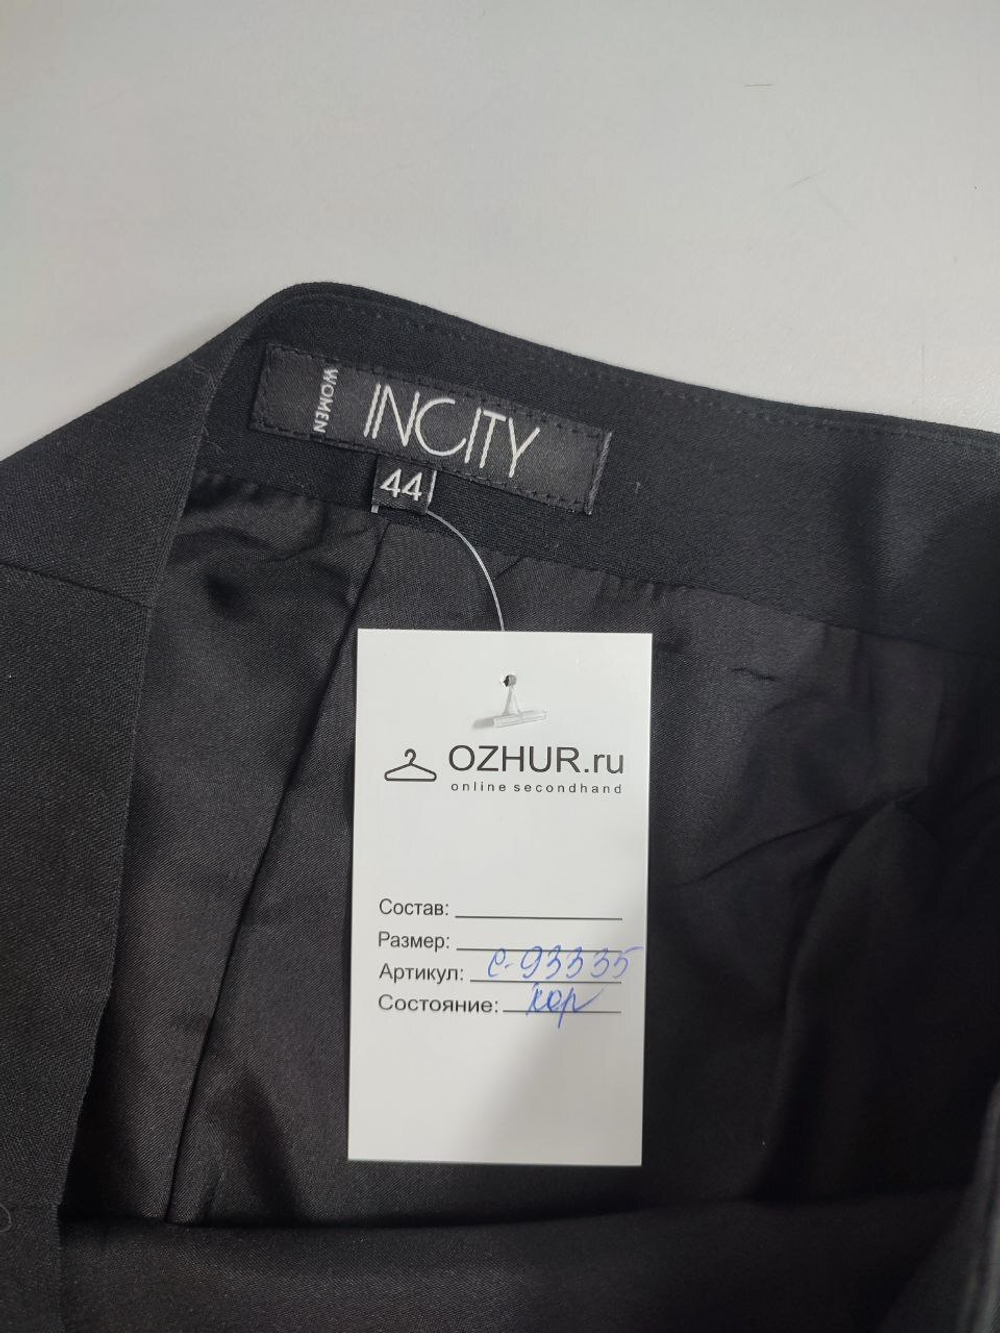 WOMEN
INCITY
44
OZHUR.ru
online secondhand
Состав:
Размер:
Артикул: е-93335
Состояние: хор